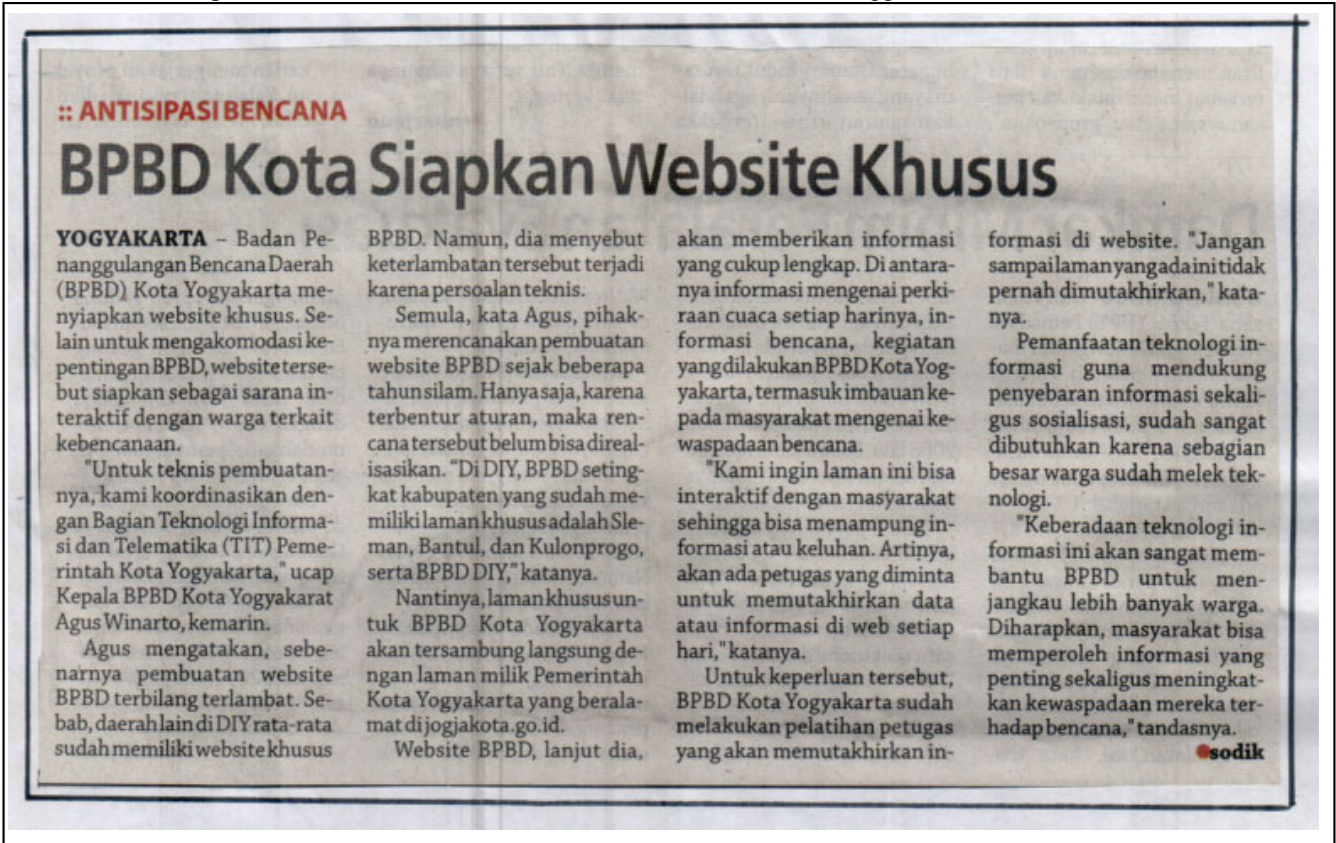 :: ANTISIPASI BENCANA
BPBD Kota Siapkan Website Khusus
YOGYAKARTA – Badan Pe-
nanggulangan Bencana Daerah
(BPBD) Kota Yogyakarta me-
nyiapkan website khusus. Se-
lain untuk mengakomodasi ke-
pentingan BPBD, website terse-
but siapkan sebagai sarana in-
teraktif dengan warga terkait
kebencanaan.
"Untuk teknis pembuatan-
nya, kami koordinasikan den-
gan Bagian Teknologi Informa-
si dan Telematika (TIT) Peme-
rintah Kota Yogyakarta," ucap
Kepala BPBD Kota Yogyakarat
Agus Winarto, kemarin.
Agus mengatakan, sebe-
narnya pembuatan website
BPBD terbilang terlambat. Se-
bab, daerah lain di DIY rata-rata
sudah memiliki website khusus
BPBD. Namun, dia menyebut
keterlambatan tersebut terjadi
karena persoalan teknis.
Semula, kata Agus, pihak-
nya merencanakan pembuatan
website BPBD sejak beberapa
tahun silam. Hanya saja, karena
terbentur aturan, maka ren-
cana tersebut belum bisa direal-
isasikan. "Di DIY, BPBD seting-
kat kabupaten yang sudah me-
miliki laman khusus adalah Sle-
man, Bantul, dan Kulonprogo,
serta BPBD DIY," katanya.
Nantinya, laman khusus un-
tuk BPBD Kota Yogyakarta
akan tersambung langsung de-
ngan laman milik Pemerintah
Kota Yogyakarta yang berala-
mat di jogjakota.go.id.
Website BPBD, lanjut dia,
akan memberikan informasi
yang cukup lengkap. Di antara-
nya informasi mengenai perki-
raan cuaca setiap harinya, in-
formasi bencana, kegiatan
yang dilakukan BPBD Kota Yog-
yakarta, termasuk imbauan ke-
pada masyarakat mengenai ke-
waspadaan bencana.
"Kami ingin laman ini bisa
interaktif dengan masyarakat
sehingga bisa menampung in-
formasi atau keluhan. Artinya,
akan ada petugas yang diminta
untuk memutakhirkan data
atau informasi di web setiap
hari," katanya.
Untuk keperluan tersebut,
BPBD Kota Yogyakarta sudah
melakukan pelatihan petugas
yang akan memutakhirkan in-
formasi di website. "Jangan
sampai laman yang ada ini tidak
pernah dimutakhirkan," kata-
nya.
Pemanfaatan teknologi in-
formasi guna mendukung
penyebaran informasi sekali-
gus sosialisasi, sudah sangat
dibutuhkan karena sebagian
besar warga sudah melek tek-
nologi.
"Keberadaan teknologi in-
formasi ini akan sangat mem-
bantu BPBD untuk men-
jangkau lebih banyak warga.
Diharapkan, masyarakat bisa
memperoleh informasi yang
penting sekaligus meningkat-
kan kewaspadaan mereka ter-
hadap bencana," tandasnya.
sodik